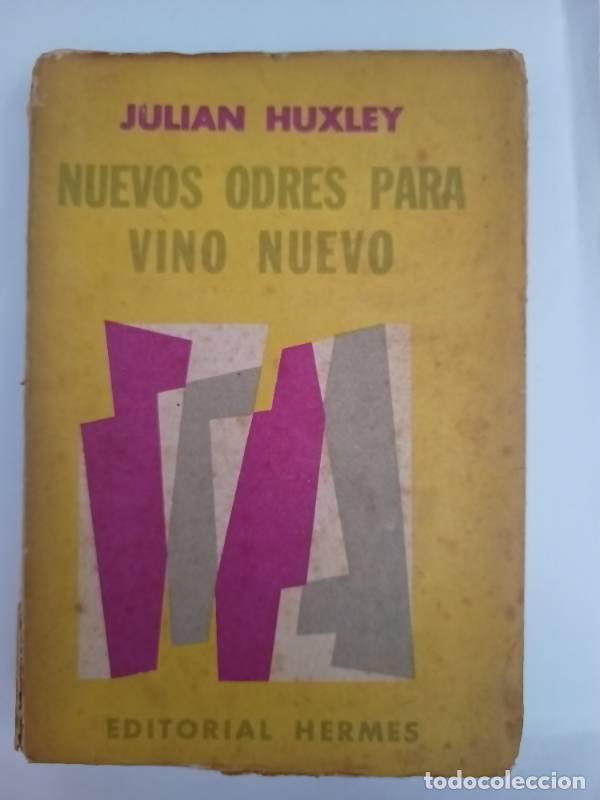 JULIAN HUXLEY
NUEVOS ODRES PARA
VINO NUEVO
EDITORIAL HERMES
todocoleccion